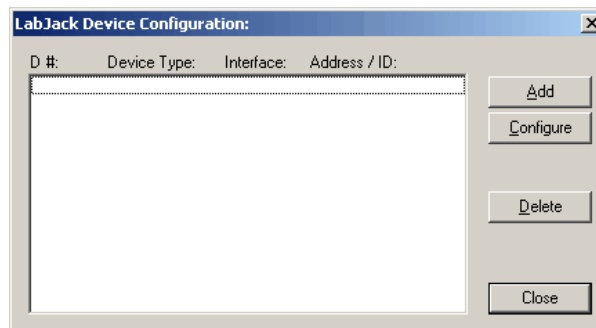 LabJack Device Configuration:
D #: Device Type: Interface: Address / ID:
Add
Configure
Delete
Close